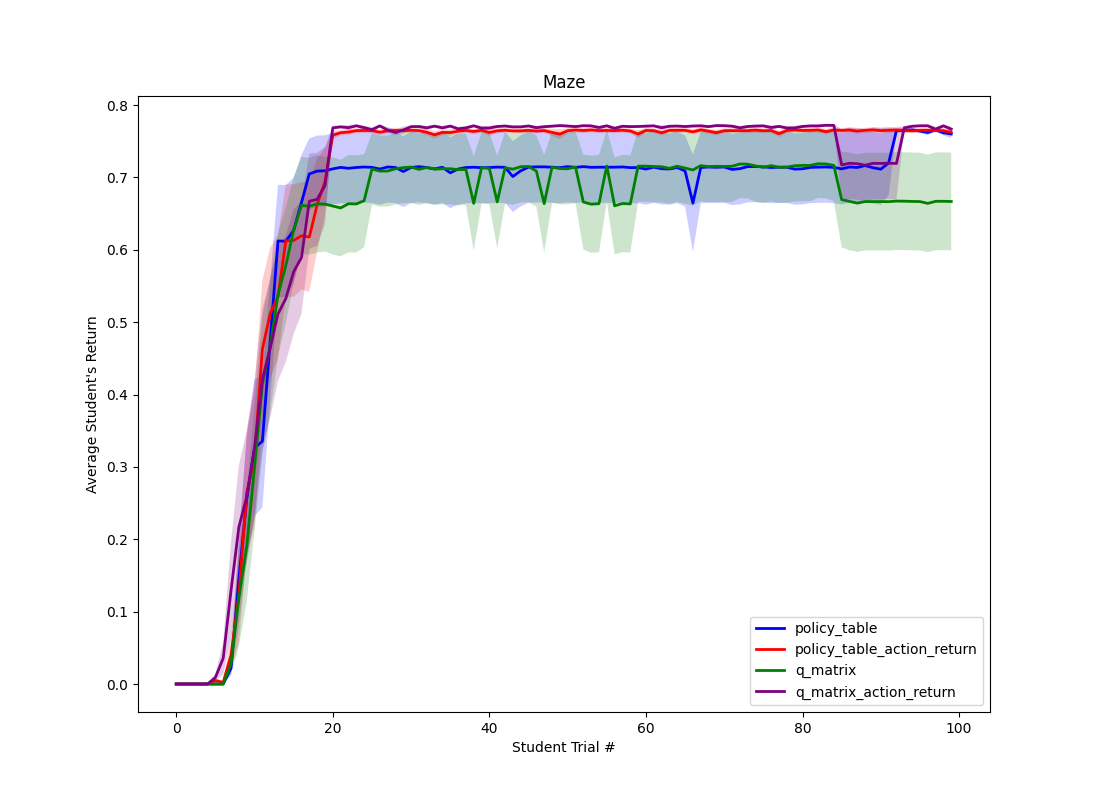 Maze
Average Student's Return
0.8
0.7
0.6
0.5
0.4
0.3
0.2
0.1
0.0
0
20
40
60
80
100
Student Trial #
policy_table
policy_table_action_return
q_matrix
q_matrix_action_return